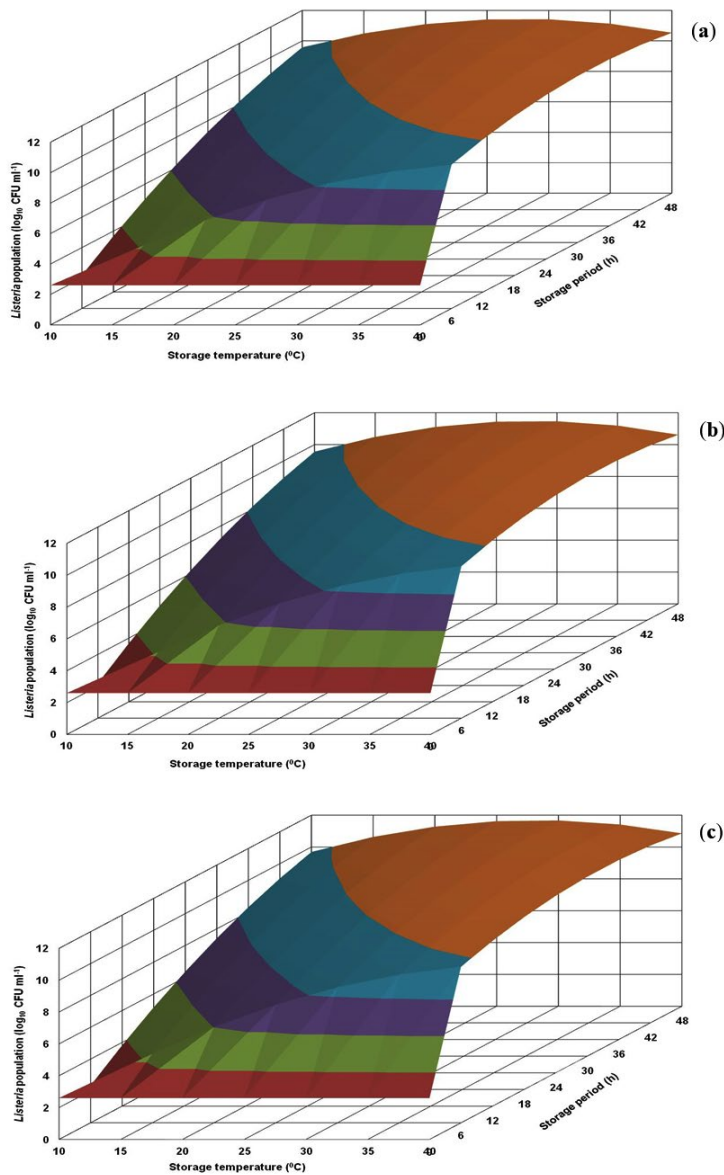 (a)
12
10
8
6
4
2
0
Listeria population (log10 CFU ml-1)
10 15 20 25 30 35 40
Storage temperature (⁰C)
0 6 12 18 24 30 36 42 48
Storage period (h)
(b)
12
10
8
6
4
2
0
Listeria population (log10 CFU ml-1)
10 15 20 25 30 35 40
Storage temperature (⁰C)
0 6 12 18 24 30 36 42 48
Storage period (h)
(c)
12
10
8
6
4
2
0
Listeria population (log10 CFU ml-1)
10 15 20 25 30 35 40
Storage temperature (⁰C)
0 6 12 18 24 30 36 42 48
Storage period (h)